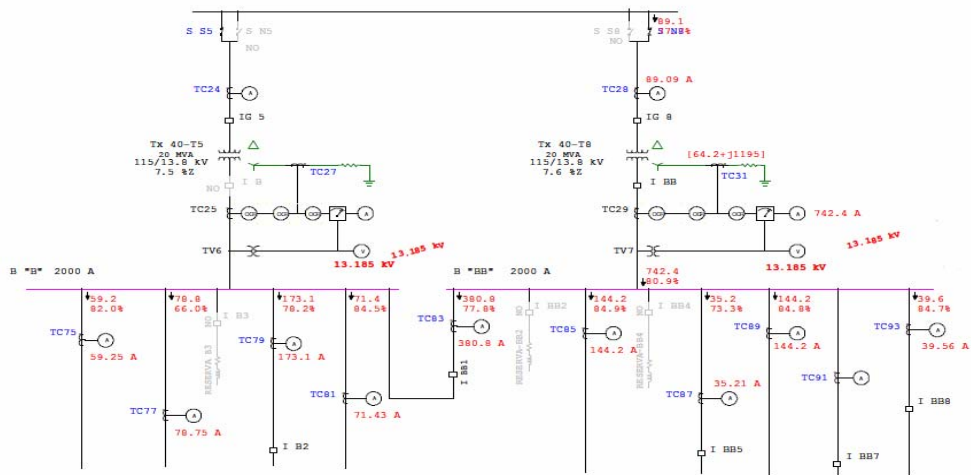 89.1
S S5
S N5
NO
S S8
NO
TC24
A
IG 5
TC28
89.09 A
A
IG 8
Tx 40-T5
20 MVA
115/13.8 kV
7.5 %Z
NO
I B
TC27
Tx 40-T8
20 MVA
115/13.8 kV
7.6 %Z
[64.2+j1195]
I BB
TC31
TC25
A
TC29
A
742.4 A
TV6
V
13.185 kV
13.185 kV
TV7
V
13.185 kV
13.185 kV
B "B" 2000 A
B "BB" 2000 A
742.4
80.9%
59.2
82.0%
78.8
66.0%
173.1
78.2%
71.4
84.5%
380.8
77.8%
144.2
84.9%
35.2
73.3%
144.2
84.8%
39.6
84.7%
NO
I B3
RESERVA B3
NO
I BB2
RESERVA-BB2
NO
I BB4
RESERVA-BB4
TC75
A
59.25 A
TC79
A
173.1 A
TC83
A
380.8 A
TC85
A
144.2 A
TC89
A
144.2 A
TC93
A
39.56 A
I BB1
TC91
A
TC77
A
78.75 A
TC81
A
71.43 A
TC87
A
35.21 A
I BB8
I B2
I BB5
I BB7